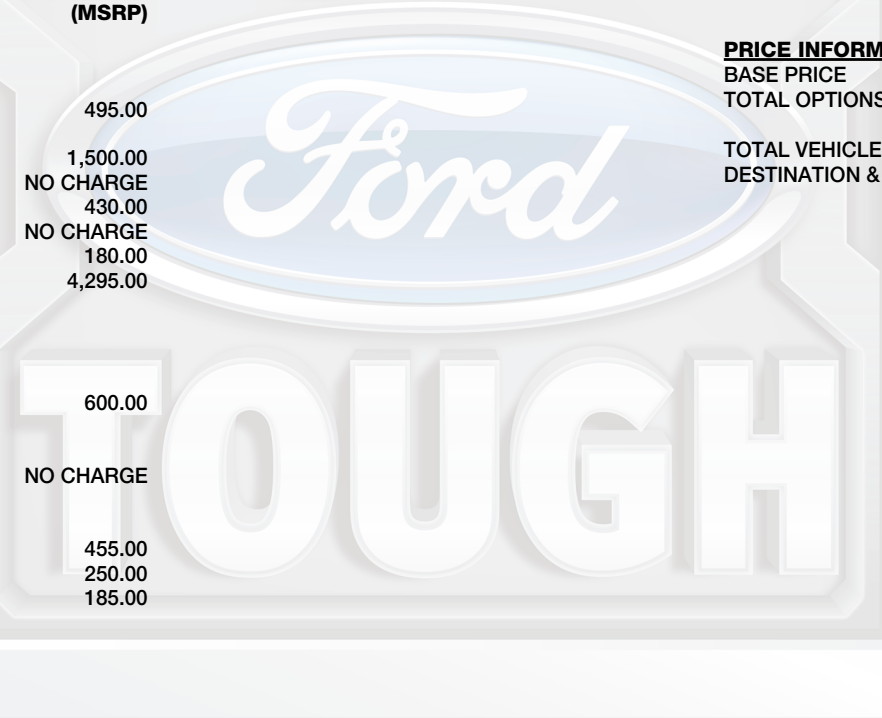 (MSRP)
495.00
1,500.00
NO CHARGE
430.00
NO CHARGE
180.00
4,295.00
600.00
NO CHARGE
455.00
250.00
185.00
PRICE INFORM
BASE PRICE
TOTAL OPTIONS
TOTAL VEHICLE
DESTINATION &
Ford
TOUGH